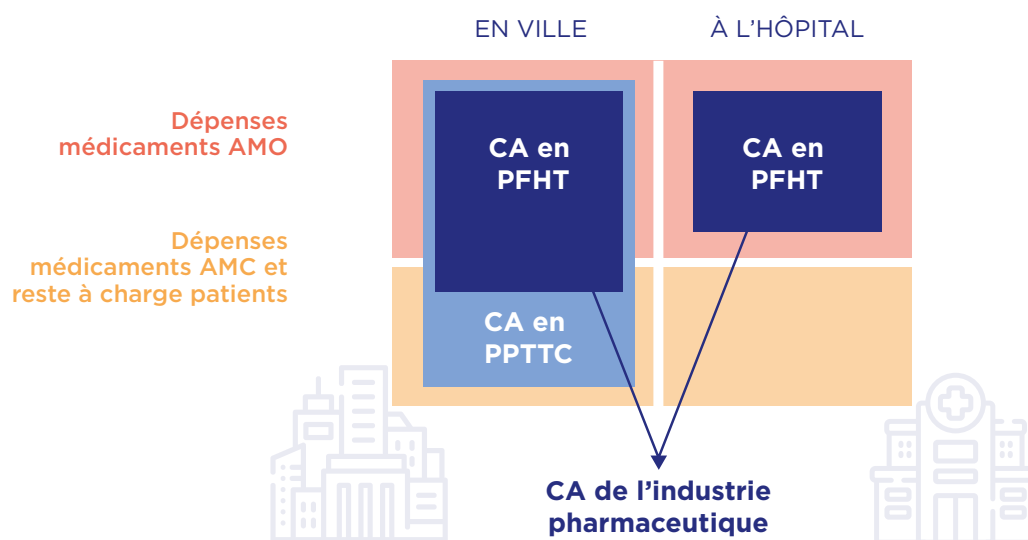 EN VILLE
À L'HÔPITAL
Dépenses
médicaments AMO
CA en
PFHT
CA en
PFHT
Dépenses
médicaments AMC et
reste à charge patients
CA en
PPTTC
CA de l'industrie
pharmaceutique